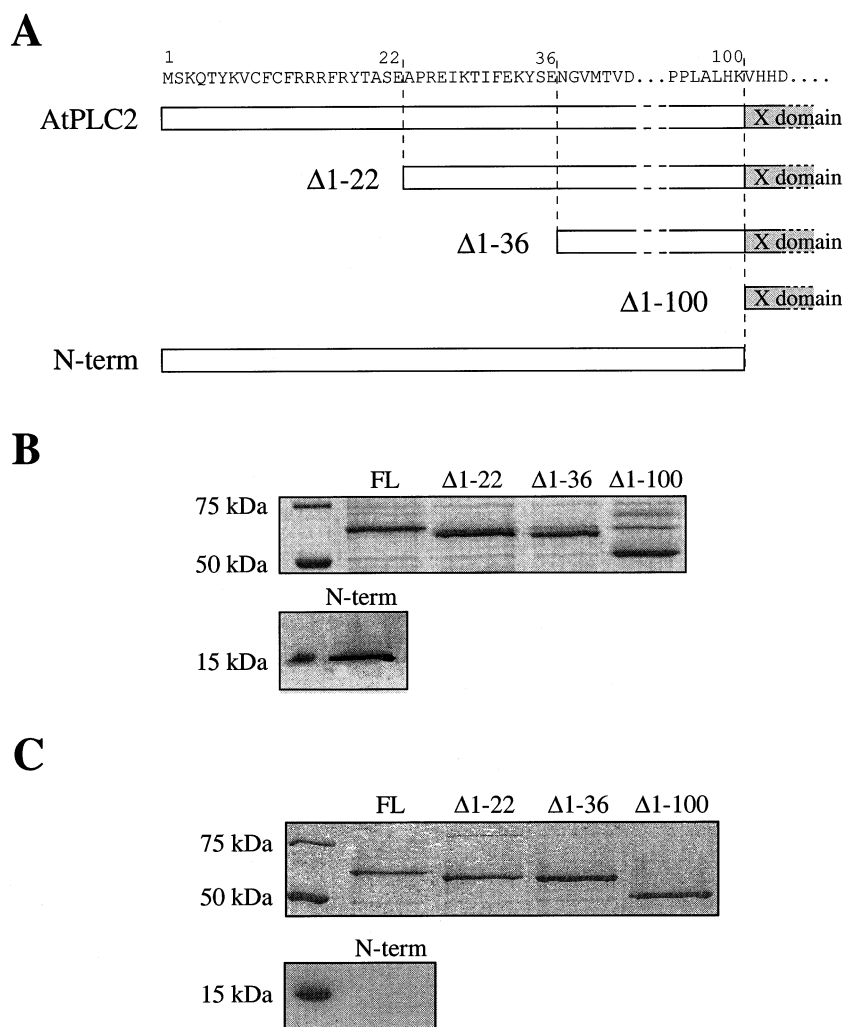 A
1 22 36 100
MSKQTYKVCFCFRRRFRYTASEAPREIKTIFEKYSENGVMTVD...PPLALHKVHHD....
AtPLC2 X domain
Δ1-22 X domain
Δ1-36 X domain
Δ1-100 X domain
N-term
B
FL Δ1-22 Δ1-36 Δ1-100
75 kDa
50 kDa
N-term
15 kDa
C
FL Δ1-22 Δ1-36 Δ1-100
75 kDa
50 kDa
N-term
15 kDa